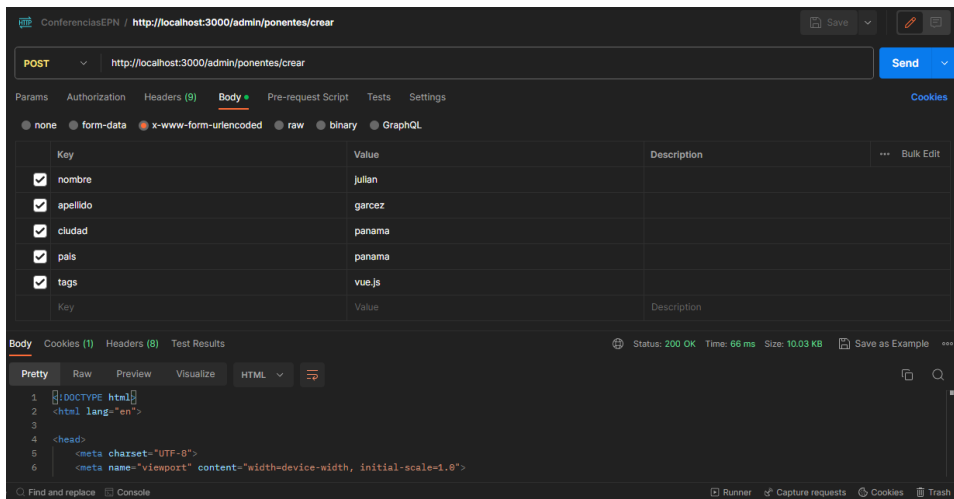 HTTP ConferenciasEPN / http://localhost:3000/admin/ponentes/crear Save
POST http://localhost:3000/admin/ponentes/crear Send
Params Authorization Headers (9) Body Pre-request Script Tests Settings Cookies
none form-data x-www-form-urlencoded raw binary GraphQL
Key Value Description Bulk Edit
nombre julian
apellido garcez
ciudad panama
pais panama
tags vue.js
Key Value Description
Body Cookies (1) Headers (8) Test Results Status: 200 OK Time: 66 ms Size: 10.03 KB Save as Example
Pretty Raw Preview Visualize HTML
1 <!DOCTYPE html>
2 <html lang="en">
3
4 <head>
5 <meta charset="UTF-8">
6 <meta name="viewport" content="width=device-width, initial-scale=1.0">
Find and replace Console Runner Capture requests Cookies Trash